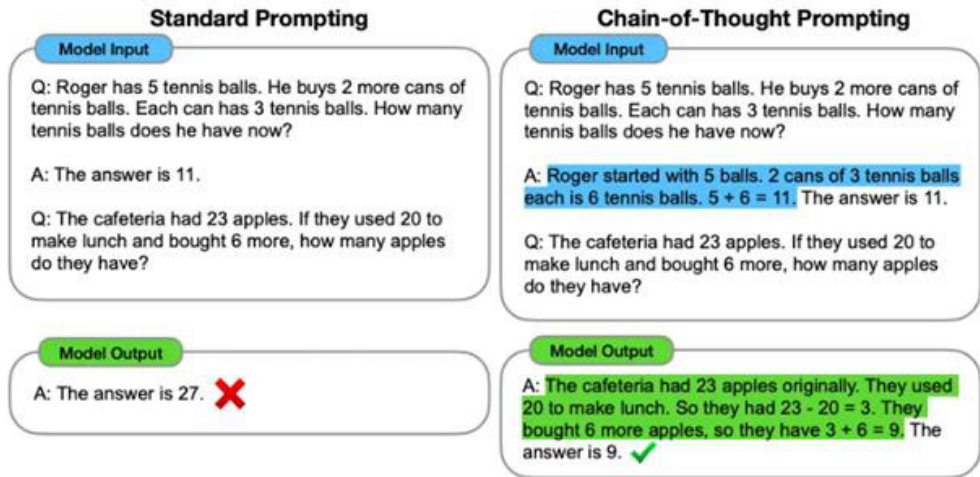 Standard Prompting
Model Input
Q: Roger has 5 tennis balls. He buys 2 more cans of
tennis balls. Each can has 3 tennis balls. How many
tennis balls does he have now?
A: The answer is 11.
Q: The cafeteria had 23 apples. If they used 20 to
make lunch and bought 6 more, how many apples
do they have?
Model Output
A: The answer is 27.
Chain-of-Thought Prompting
Model Input
Q: Roger has 5 tennis balls. He buys 2 more cans of
tennis balls. Each can has 3 tennis balls. How many
tennis balls does he have now?
A: Roger started with 5 balls. 2 cans of 3 tennis balls
each is 6 tennis balls. 5 + 6 = 11. The answer is 11.
Q: The cafeteria had 23 apples. If they used 20 to
make lunch and bought 6 more, how many apples
do they have?
Model Output
A: The cafeteria had 23 apples originally. They used
20 to make lunch. So they had 23 - 20 = 3. They
bought 6 more apples, so they have 3 + 6 = 9. The
answer is 9.